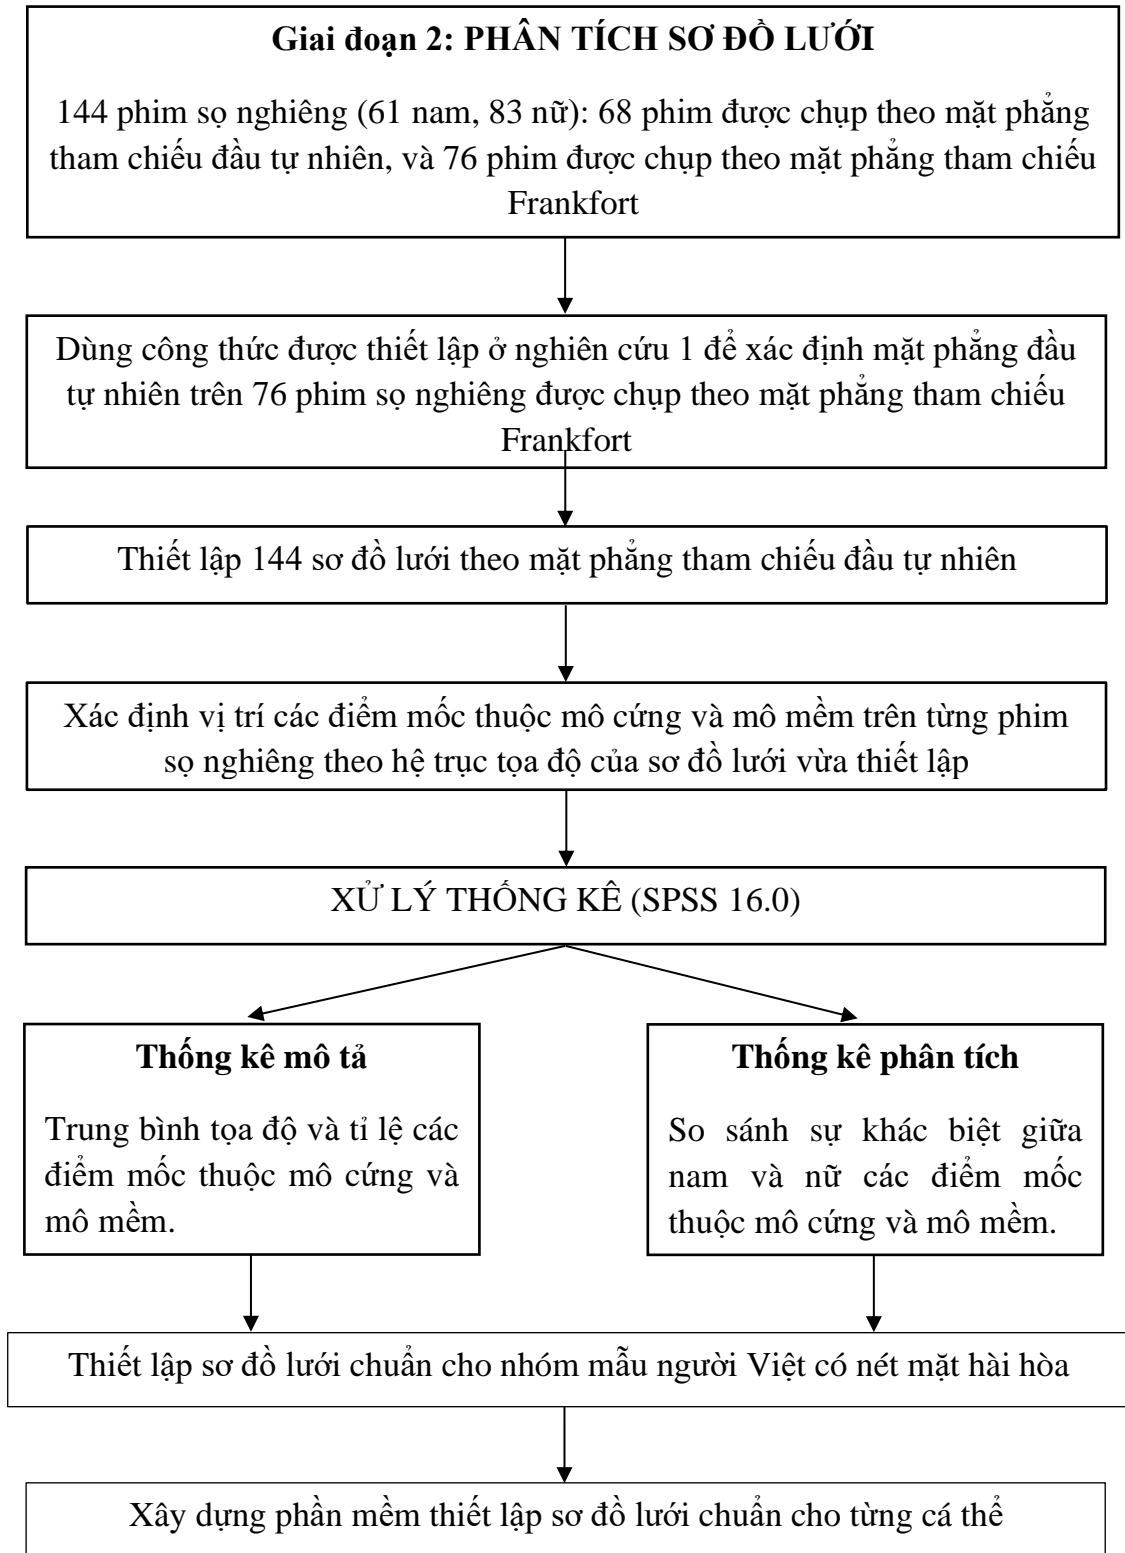 Giai đoạn 2: PHÂN TÍCH SƠ ĐỒ LƯỚI
144 phim sọ nghiêng (61 nam, 83 nữ): 68 phim được chụp theo mặt phẳng
tham chiếu đầu tự nhiên, và 76 phim được chụp theo mặt phẳng tham chiếu
Frankfort
Dùng công thức được thiết lập ở nghiên cứu 1 để xác định mặt phẳng đầu
tự nhiên trên 76 phim sọ nghiêng được chụp theo mặt phẳng tham chiếu
Frankfort
Thiết lập 144 sơ đồ lưới theo mặt phẳng tham chiếu đầu tự nhiên
Xác định vị trí các điểm mốc thuộc mô cứng và mô mềm trên từng phim
sọ nghiêng theo hệ trục tọa độ của sơ đồ lưới vừa thiết lập
XỬ LÝ THỐNG KÊ (SPSS 16.0)
Thống kê mô tả
Trung bình tọa độ và tỉ lệ các
điểm mốc thuộc mô cứng và
mô mềm.
Thống kê phân tích
So sánh sự khác biệt giữa
nam và nữ các điểm mốc
thuộc mô cứng và mô mềm.
Thiết lập sơ đồ lưới chuẩn cho nhóm mẫu người Việt có nét mặt hài hòa
Xây dựng phần mềm thiết lập sơ đồ lưới chuẩn cho từng cá thể